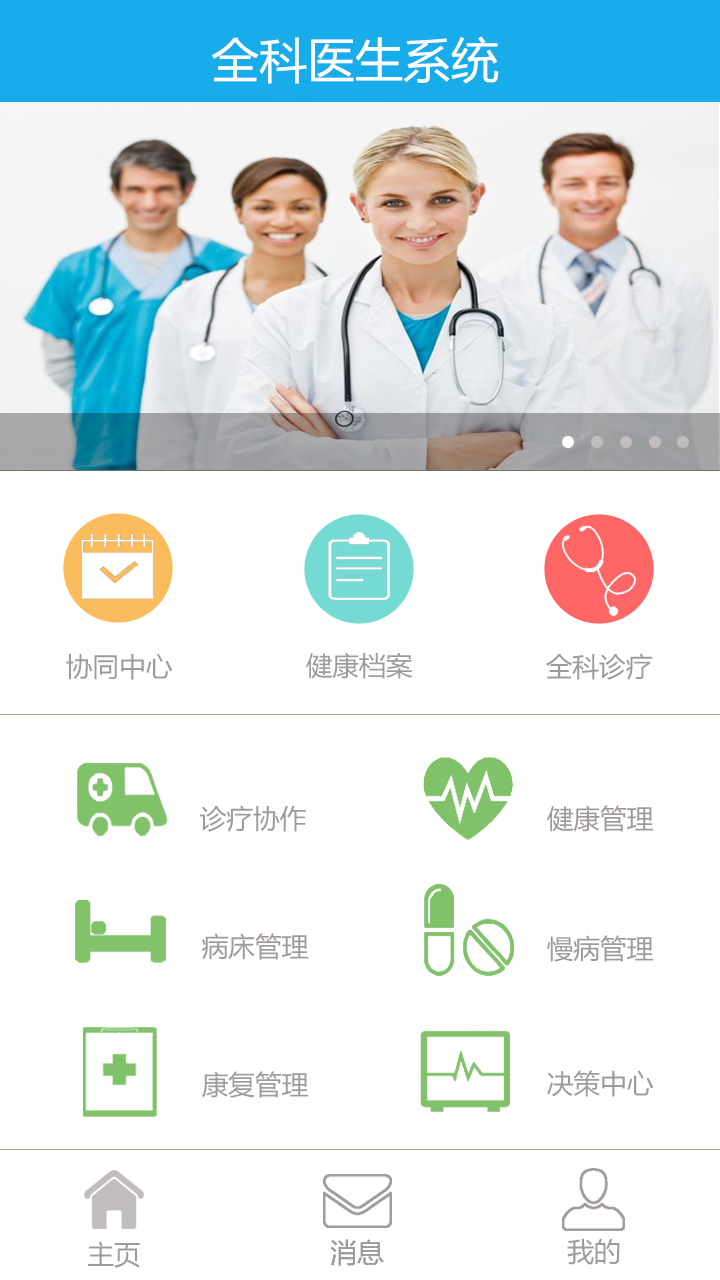 全科医生系统
协同中心
健康档案
全科诊疗
诊疗协作
健康管理
病床管理
慢病管理
康复管理
决策中心
主页
消息
我的